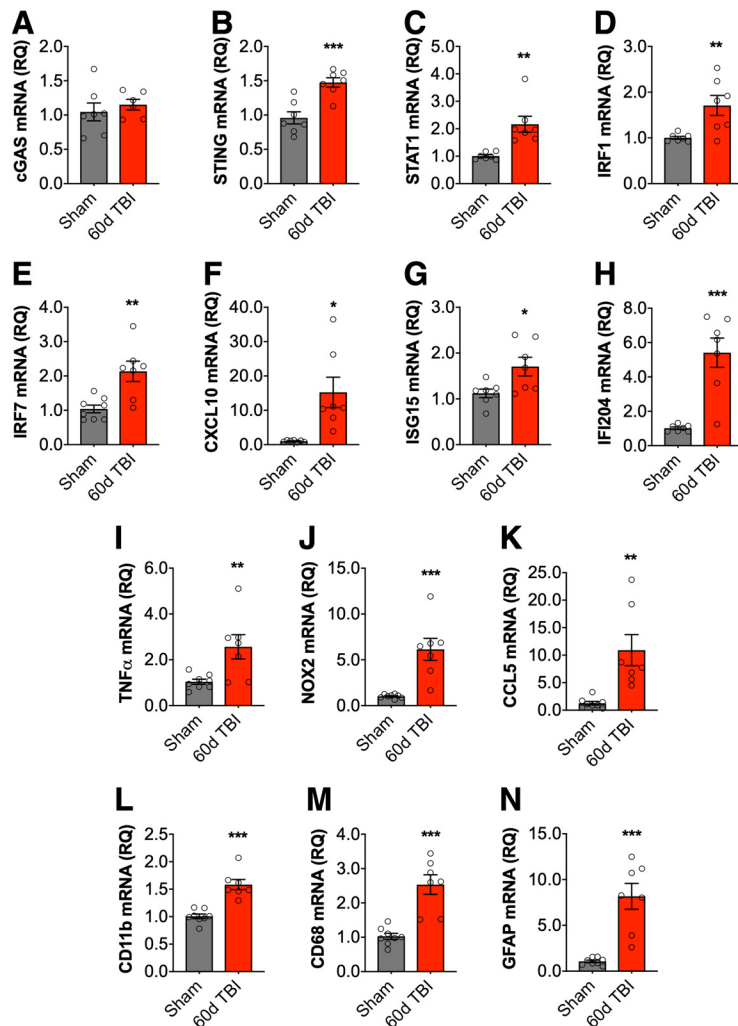 A
cGAS mRNA (RQ)
2.0
1.5
1.0
0.5
0.0
Sham
60d TBI
B
STING mRNA (RQ)
2.0
1.5
1.0
0.5
0.0
***
Sham
60d TBI
C
STAT1 mRNA (RQ)
5.0
4.0
3.0
2.0
1.0
0.0
**
Sham
60d TBI
D
IRF1 mRNA (RQ)
3.0
2.0
1.0
0.0
**
Sham
60d TBI
E
IRF7 mRNA (RQ)
4.0
3.0
2.0
1.0
0.0
**
Sham
60d TBI
F
CXCL10 mRNA (RQ)
40.0
30.0
20.0
10.0
0.0
*
Sham
60d TBI
G
ISG15 mRNA (RQ)
3.0
2.0
1.0
0.0
*
Sham
60d TBI
H
IFI204 mRNA (RQ)
8.0
6.0
4.0
2.0
0.0
***
Sham
60d TBI
I
TNFα mRNA (RQ)
6.0
4.0
2.0
0.0
**
Sham
60d TBI
J
NOX2 mRNA (RQ)
15.0
10.0
5.0
0.0
***
Sham
60d TBI
K
CCL5 mRNA (RQ)
25.0
20.0
15.0
10.0
5.0
0.0
**
Sham
60d TBI
L
CD11b mRNA (RQ)
2.5
2.0
1.5
1.0
0.5
0.0
***
Sham
60d TBI
M
CD68 mRNA (RQ)
4.0
3.0
2.0
1.0
0.0
***
Sham
60d TBI
N
GFAP mRNA (RQ)
15.0
10.0
5.0
0.0
***
Sham
60d TBI